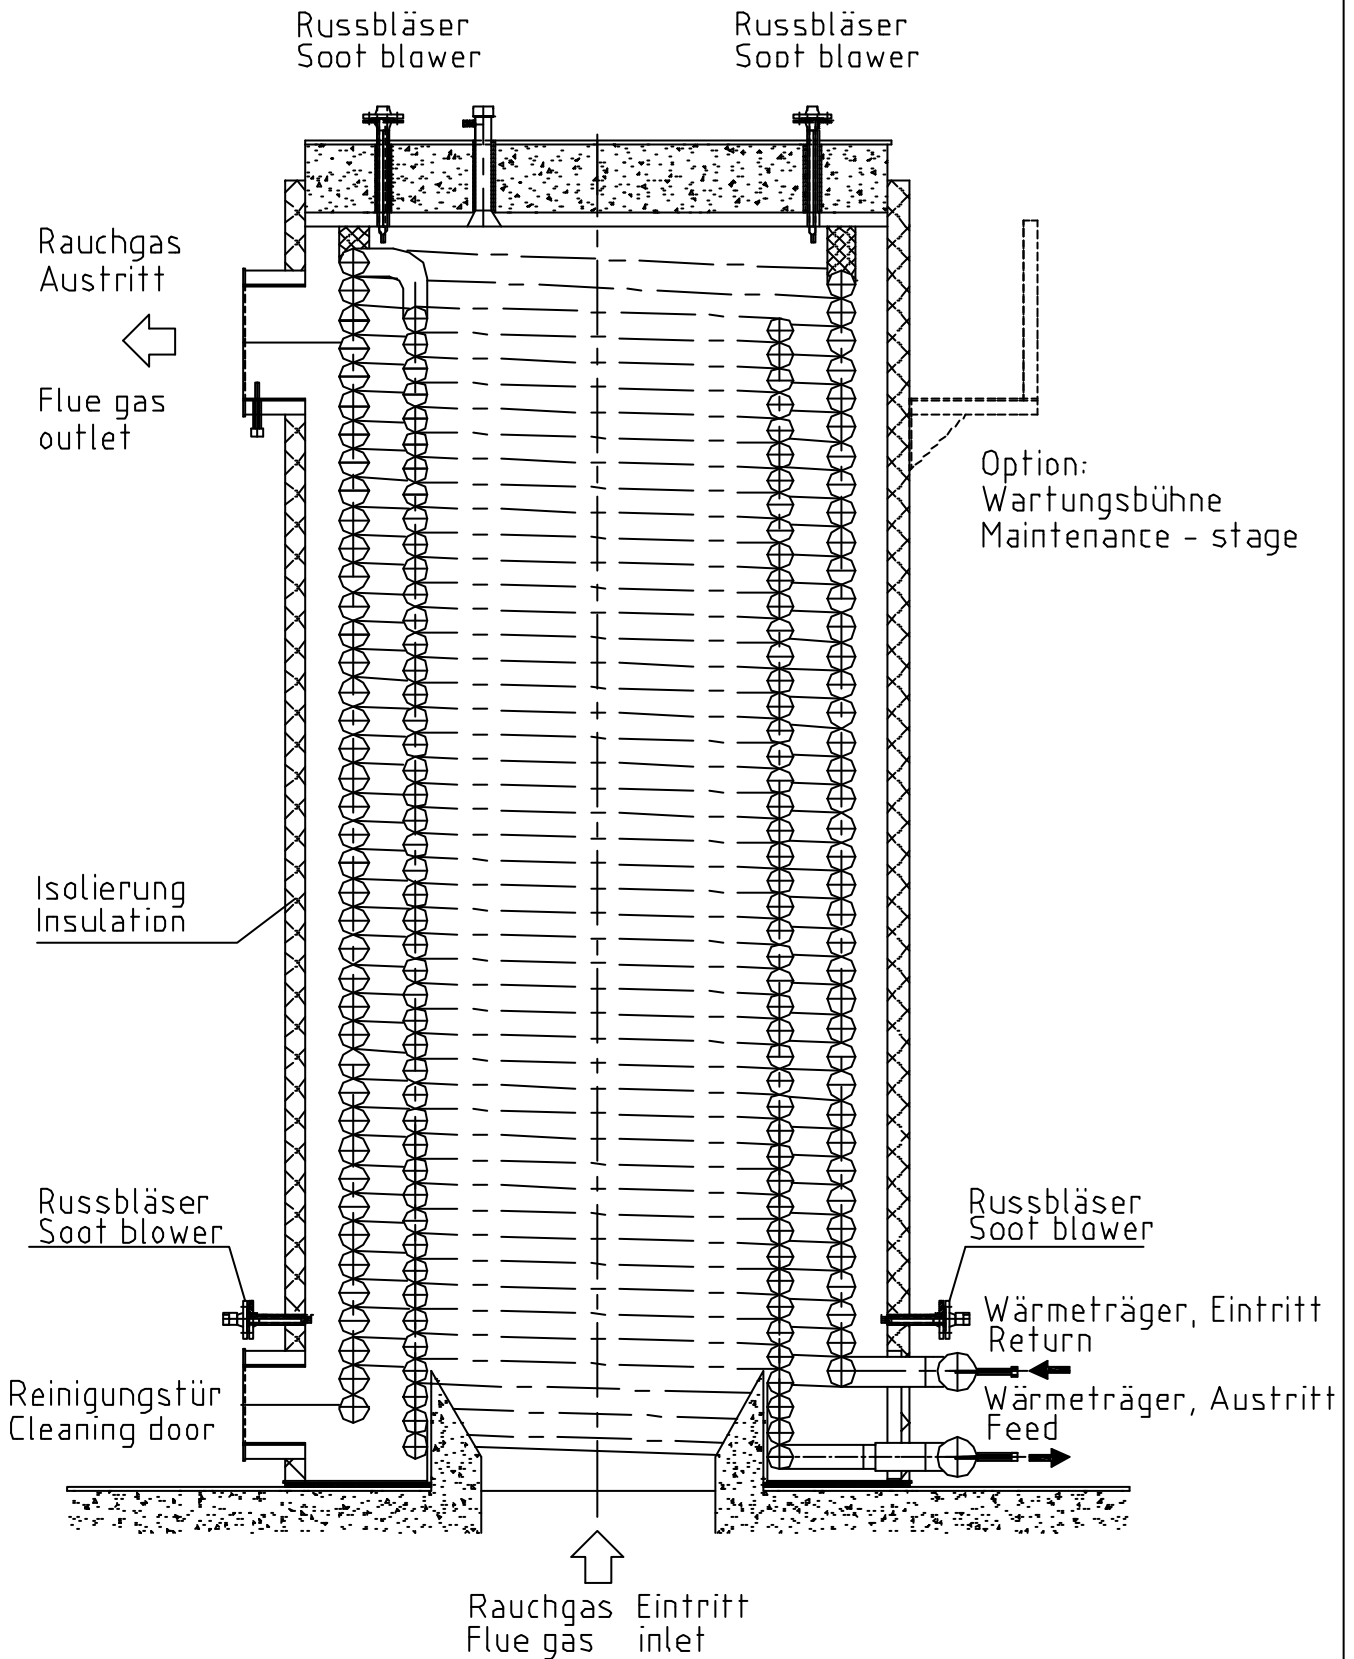 Russbläser
Soot blower
Russbläser
Soot blower
Rauchgas
Austritt
Flue gas
outlet
Option:
Wartungsbühne
Maintenance - stage
Isolierung
Insulation
Russbläser
Soot blower
Russbläser
Soot blower
Wärmeträger, Eintritt
Return
Reinigungstür
Cleaning door
Wärmeträger, Austritt
Feed
Rauchgas Eintritt
Flue gas inlet